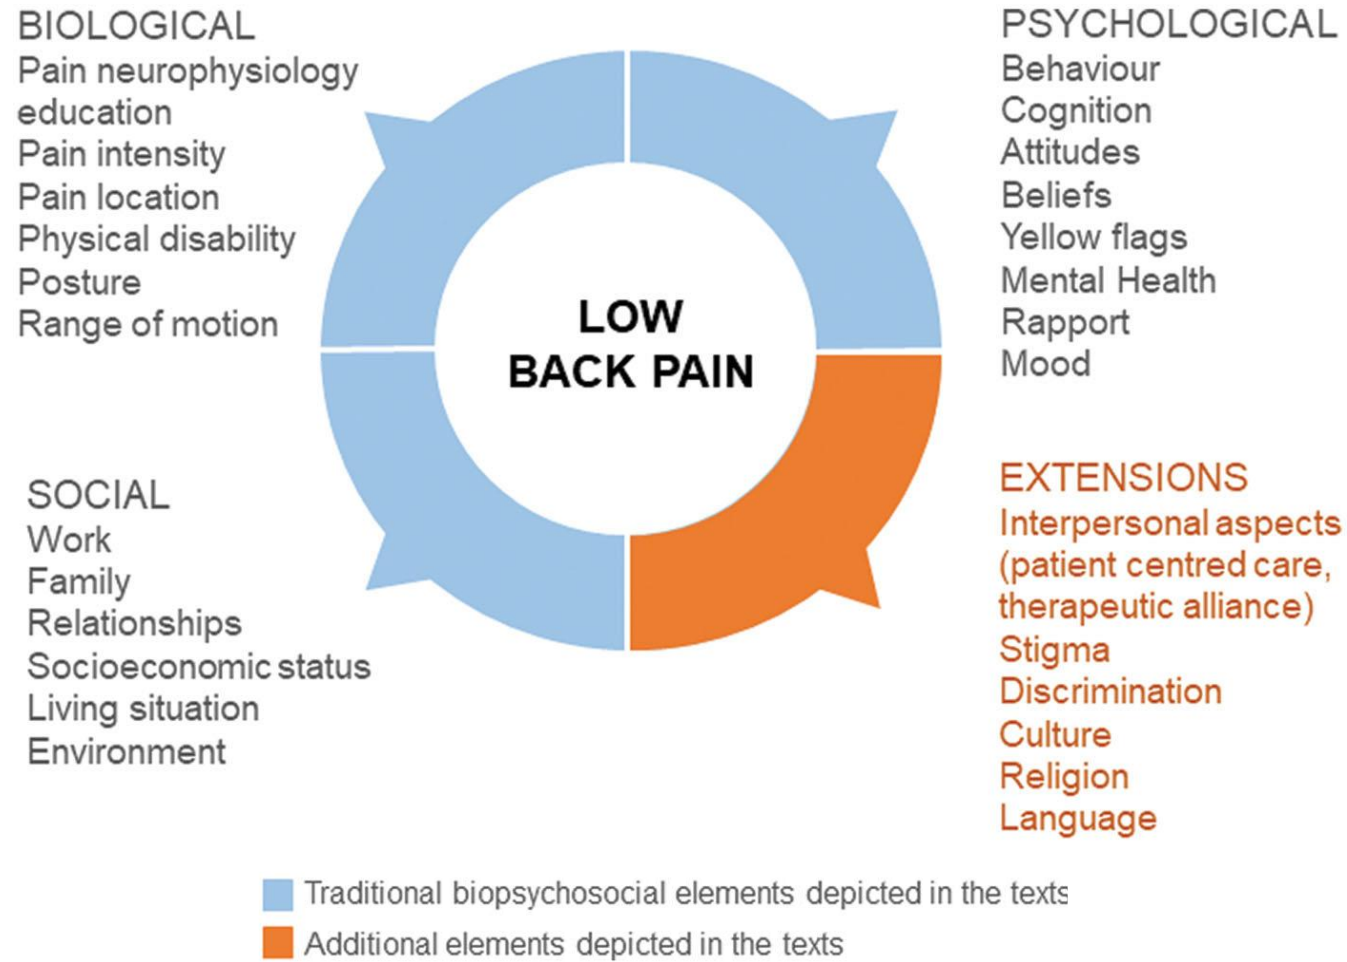 BIOLOGICAL
Pain neurophysiology
education
Pain intensity
Pain location
Physical disability
Posture
Range of motion
PSYCHOLOGICAL
Behaviour
Cognition
Attitudes
Beliefs
Yellow flags
Mental Health
Rapport
Mood
LOW
BACK PAIN
SOCIAL
Work
Family
Relationships
Socioeconomic status
Living situation
Environment
EXTENSIONS
Interpersonal aspects
(patient centred care,
therapeutic alliance)
Stigma
Discrimination
Culture
Religion
Language
Traditional biopsychosocial elements depicted in the texts
Additional elements depicted in the texts